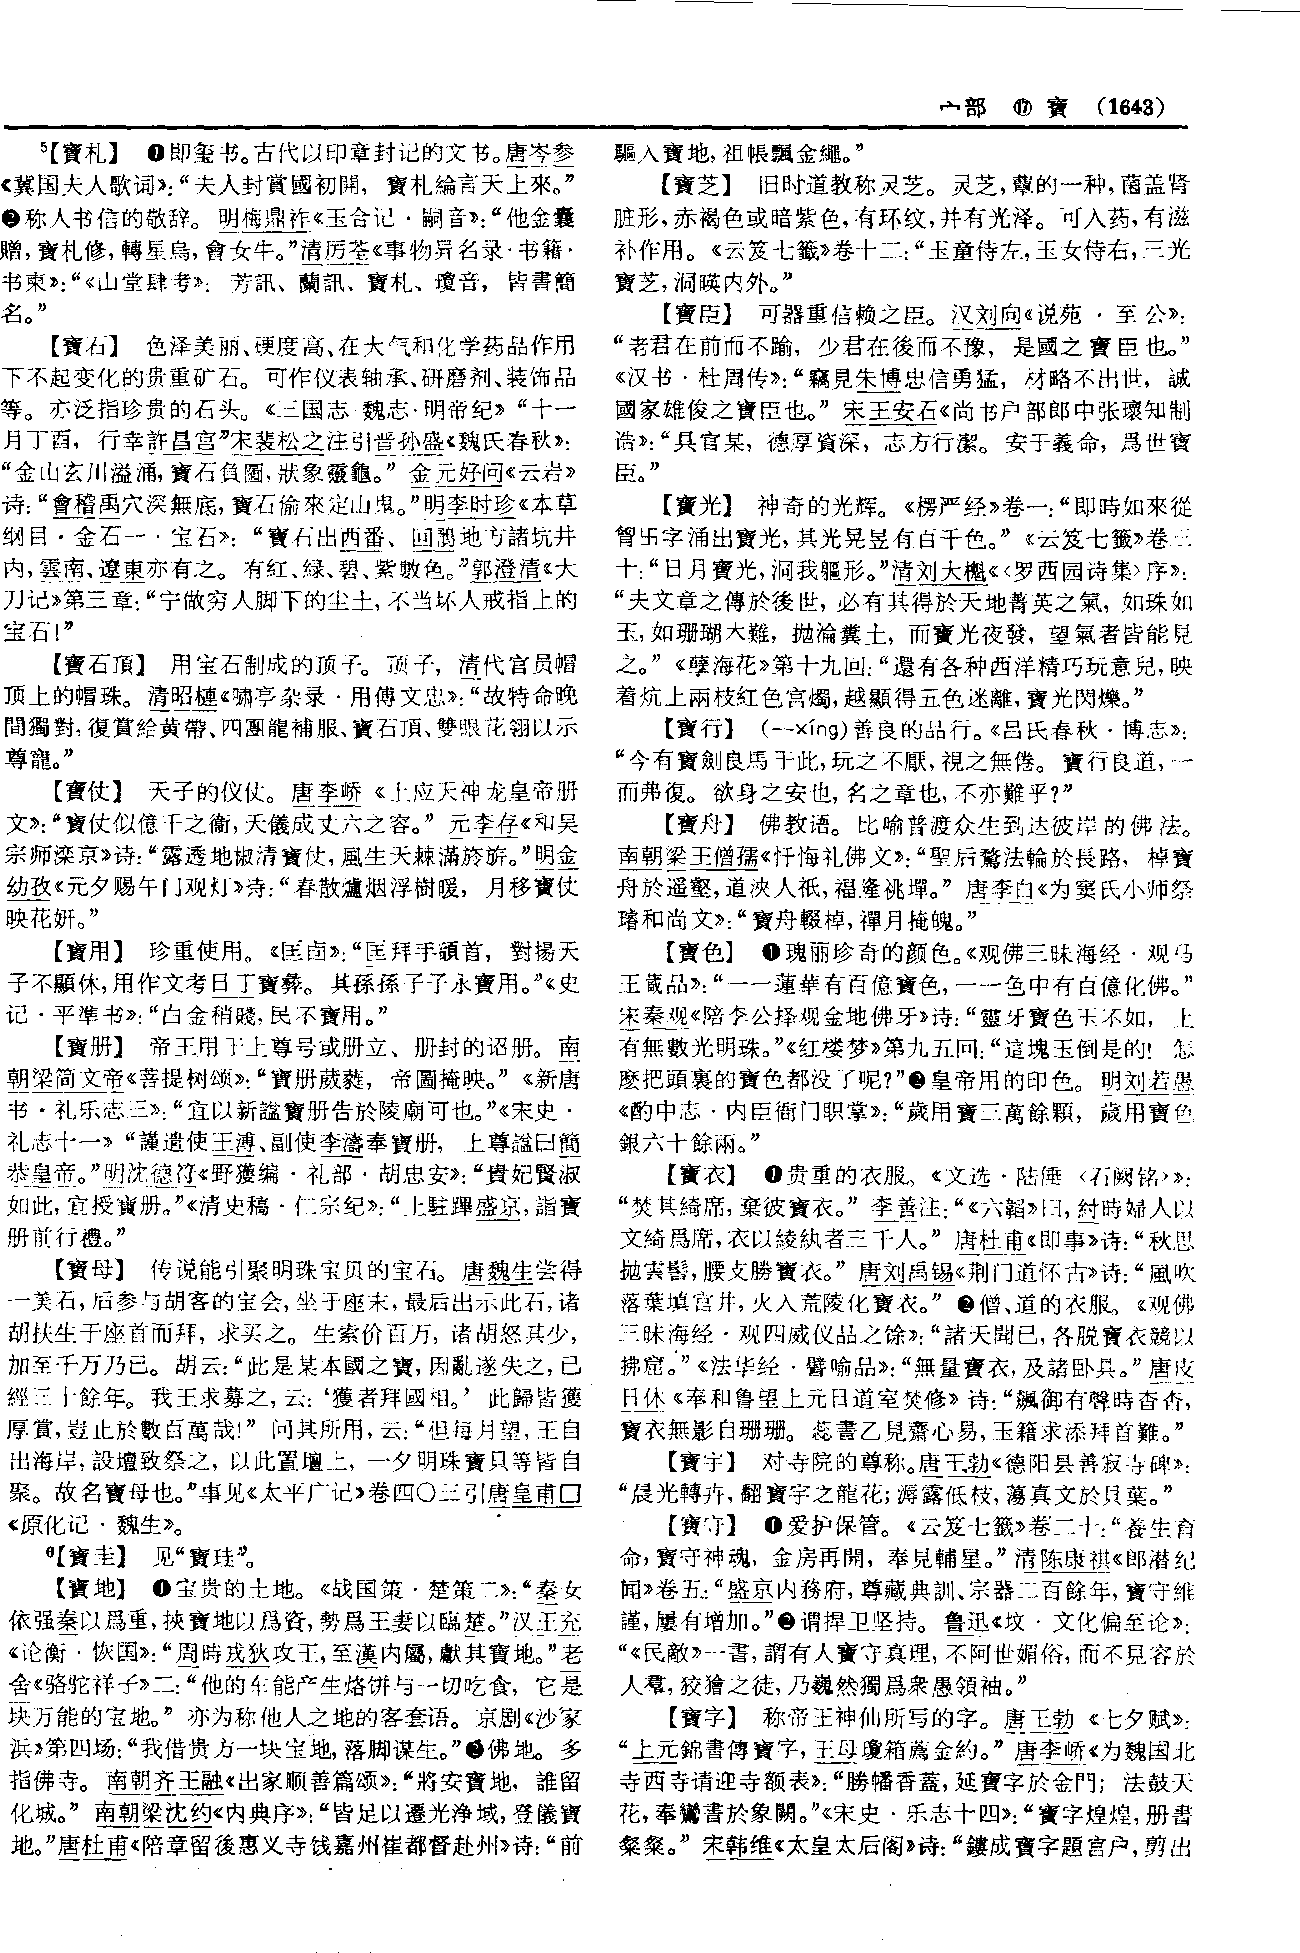 宀部 ⑰ 寶 （1643）
⁵【寶札】 ❶即玺书。古代以印章封记的文书。唐岑参
《冀国夫人歌词》：“夫人封賞國初開，寶札綸言天上來。”
❷称人书信的敬辞。明梅鼎祚《玉合记·嗣音》：“他金囊
贈，寶札修，轉星烏，會女牛。”清厉荃《事物异名录·书籍·
书柬》：“《山堂肆考》：芳訊、蘭訊、寶札、瓊音，皆書簡
名。”
【寶石】 色泽美丽、硬度高、在大气和化学药品作用
下不起变化的贵重矿石。可作仪表轴承、研磨剂、装饰品
等。亦泛指珍贵的石头。《三国志·魏志·明帝纪》“十一
月丁酉，行幸許昌宫”宋裴松之注引晋孙盛《魏氏春秋》：
“金山玄川溢涌，寶石負圖，狀象靈龜。”金元好问《云岩》
诗：“會稽禹穴深無底，寶石偷來定山鬼。”明李时珍《本草
纲目·金石一·宝石》：“寶石出西番、回鶻地方諸坑井
内，雲南、遼東亦有之。有紅、緑、碧、紫數色。”郭澄清《大
刀记》第三章：“宁做穷人脚下的尘土，不当坏人戒指上的
宝石！”
【寶石頂】 用宝石制成的顶子。顶子，清代官员帽
顶上的帽珠。清昭槤《啸亭杂录·用傅文忠》：“故特命晚
間獨對，復賞給黄帶、四團龍補服、寶石頂、雙眼花翎以示
尊寵。”
【寶仗】 天子的仪仗。唐李峤《上应天神龙皇帝册
文》：“寶仗似億千之衛，天儀成丈六之容。”元李存《和吴
宗师滦京》诗：“露透地椒清寶仗，風生天棘滿旍旂。”明金
幼孜《元夕赐午门观灯》诗：“春散爐烟浮樹暖，月移寶仗
映花妍。”
【寶用】 珍重使用。《匡卣》：“匡拜手䭫首，對揚天
子不顯休，用作文考日丁寶彝。其孫孫子子永寶用。”《史
记·平準书》：“白金稍賤，民不寶用。”
【寶册】 帝王用于上尊号或册立、册封的诏册。南
朝梁简文帝《菩提树颂》：“寶册葳蕤，帝圖掩映。”《新唐
书·礼乐志三》：“宜以新謚寶册告於陵廟可也。”《宋史·
礼志十一》“謹遣使王溥、副使李濤奉寶册，上尊謚曰簡
恭皇帝。”明沈德符《野獲编·礼部·胡忠安》：“貴妃賢淑
如此，宜授寶册。”《清史稿·仁宗纪》：“上駐蹕盛京，詣寶
册前行禮。”
【寶母】 传说能引聚明珠宝贝的宝石。唐魏生尝得
一美石，后参与胡客的宝会，坐于座末，最后出示此石，诸
胡扶生于座首而拜，求买之。生索价百万，诸胡怒其少，
加至千万乃已。胡云：“此是某本國之寶，因亂遂失之，已
經三十餘年。我王求募之，云：‘獲者拜國相。’此歸皆獲
厚賞，豈止於數百萬哉！”问其所用，云：“但每月望，王自
出海岸，設壇致祭之，以此置壇上，一夕明珠寶貝等皆自
聚。故名寶母也。”事见《太平广记》卷四〇三引唐皇甫囗
《原化记·魏生》。
⁶【寶圭】 见“寶珪”。
【寶地】 ❶宝贵的土地。《战国策·楚策二》：“秦女
依强秦以爲重，挾寶地以爲資，勢爲王妻以臨楚。”汉王充
《论衡·恢国》：“周時戎狄攻王，至漢内屬，獻其寶地。”老
舍《骆驼祥子》二：“他的车能产生烙饼与一切吃食，它是
块万能的宝地。”亦为称他人之地的客套语。京剧《沙家
浜》第四场：“我借贵方一块宝地，落脚谋生。”❷佛地。多
指佛寺。南朝齐王融《出家顺善篇颂》：“將安寶地，誰留
化城。”南朝梁沈约《内典序》：“皆足以遷光浄域，登儀寶
地。”唐杜甫《陪章留後惠义寺饯嘉州崔都督赴州》诗：“前
驅入寶地，祖帳飄金繩。”
【寶芝】 旧时道教称灵芝。灵芝，蕈的一种，菌盖肾
脏形，赤褐色或暗紫色，有环纹，并有光泽。可入药，有滋
补作用。《云笈七籤》卷十二：“玉童侍左，玉女侍右，三光
寶芝，洞暎内外。”
【寶臣】 可器重信赖之臣。汉刘向《说苑·至公》：
“老君在前而不踰，少君在後而不豫，是國之寶臣也。”
《汉书·杜周传》：“竊見朱博忠信勇猛，材略不出世，誠
國家雄俊之寶臣也。”宋王安石《尚书户部郎中张瓌知制
诰》：“具官某，德厚資深，志方行潔。安于義命，爲世寶
臣。”
【寶光】 神奇的光辉。《楞严经》卷一：“即時如來從
胷卐字涌出寶光，其光晃昱有百千色。”《云笈七籤》卷三
十：“日月寶光，洞我軀形。”清刘大櫆《〈罗西园诗集〉序》：
“夫文章之傳於後世，必有其得於天地菁英之氣，如珠如
玉，如珊瑚木難，抛淪糞土，而寶光夜發，望氣者皆能見
之。”《孽海花》第十九回：“還有各种西洋精巧玩意兒，映
着炕上兩枝紅色宫燭，越顯得五色迷離，寶光閃爍。”
【寶行】 （--xíng）善良的品行。《吕氏春秋·博志》：
“今有寶劍良馬于此，玩之不厭，視之無倦。寶行良道，一
而弗復。欲身之安也，名之章也，不亦難乎？”
【寶舟】 佛教语。比喻普渡众生到达彼岸的佛法。
南朝梁王僧孺《忏悔礼佛文》：“聖后鶩法輪於長路，棹寶
舟於遥壑，道泱人祇，福隆祧墠。”唐李白《为窦氏小师祭
璿和尚文》：“寶舟輟棹，禪月掩魄。”
【寶色】 ❶瑰丽珍奇的颜色。《观佛三昧海经·观马
王藏品》：“一一蓮華有百億寶色，一一色中有百億化佛。”
宋秦观《陪李公择观金地佛牙》诗：“靈牙寶色玉不如，上
有無數光明珠。”《红楼梦》第九五回：“這塊玉倒是的！怎
麽把頭裏的寶色都没了呢？”❷皇帝用的印色。明刘若愚
《酌中志·内臣衙门职掌》：“歲用寶三萬餘顆，歲用寶色
銀六十餘兩。”
【寶衣】 ❶贵重的衣服。《文选·陆倕〈石阙铭〉》：
“焚其綺席，棄彼寶衣。”李善注：“《六韜》曰，紂時婦人以
文綺爲席，衣以綾紈者三千人。”唐杜甫《即事》诗：“秋思
抛雲髻，腰支勝寶衣。”唐刘禹锡《荆门道怀古》诗：“風吹
落葉填宫井，火入荒陵化寶衣。”❷僧、道的衣服。《观佛
三昧海经·观四威仪品之馀》：“諸天聞已，各脱寶衣競以
拂窟。”《法华经·譬喻品》：“無量寶衣，及諸卧具。”唐皮
日休《奉和鲁望上元日道室焚修》诗：“飆御有聲時杳杳，
寶衣無影自珊珊。蕊書乙見齋心易，玉籍求添拜首難。”
【寶宇】 对寺院的尊称。唐王勃《德阳县善寂寺碑》：
“晨光轉卉，翻寶宇之龍花；溽露低枝，蕩真文於貝葉。”
【寶守】 ❶爱护保管。《云笈七籤》卷二十：“養生育
命，寶守神魂，金房再開，奉見輔星。”清陈康祺《郎潜纪
闻》卷五：“盛京内務府，尊藏典訓、宗器二百餘年，寶守維
謹，屢有增加。”❷谓捍卫坚持。鲁迅《坟·文化偏至论》：
“《民敵》一書，謂有人寶守真理，不阿世媚俗，而不見容於
人羣，狡獪之徒，乃巍然獨爲衆愚領袖。”
【寶字】 称帝王神仙所写的字。唐王勃《七夕赋》：
“上元錦書傳寶字，王母瓊箱薦金約。”唐李峤《为魏国北
寺西寺请迎寺额表》：“勝幡香蓋，延寶字於金門；法鼓天
花，奉鸞書於象闕。”《宋史·乐志十四》：“寶字煌煌，册書
粲粲。”宋韩维《太皇太后阁》诗：“鏤成寶字題宫户，剪出